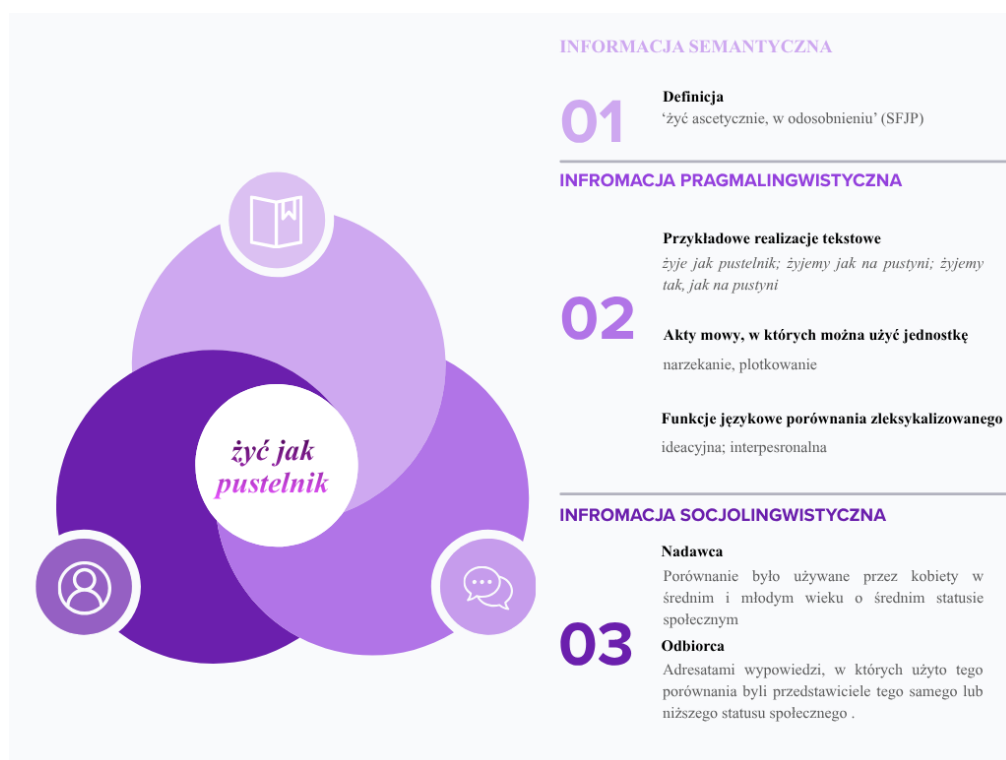 INFORMACJA SEMANTYCZNA
01
Definicja
‘żyć ascetycznie, w odosobnieniu’ (SFJP)
INFROMACJA PRAGMALINGWISTYCZNA
Przykładowe realizacje tekstowe
żyje jak pustelnik; żyjemy jak na pustyni; żyjemy
tak, jak na pustyni
02
Akty mowy, w których można użyć jednostkę
narzekanie, plotkowanie
Funkcje językowe porównania zleksykalizowanego
ideacyjna; interpesronalna
żyć jak
pustelnik
INFROMACJA SOCJOLINGWISTYCZNA
Nadawca
Porównanie było używane przez kobiety w
średnim i młodym wieku o średnim statusie
społecznym
03
Odbiorca
Adresatami wypowiedzi, w których użyto tego
porównania byli przedstawiciele tego samego lub
niższego statusu społecznego .